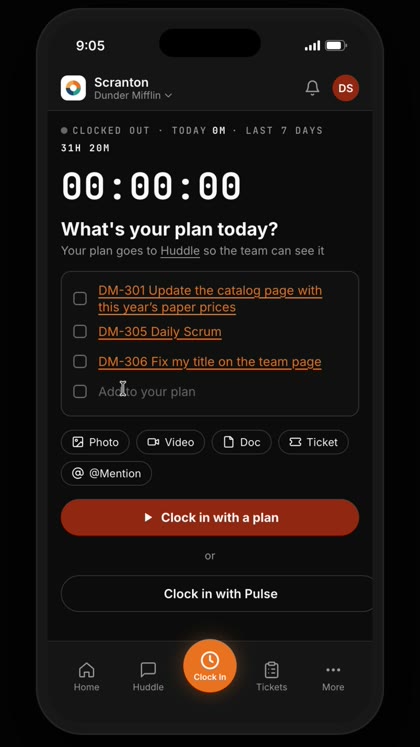 9:05
Scranton
DS
Dunder Mifflin
CLOCKED OUT · TODAY 0M · LAST 7 DAYS
31H 20M
00:00:00
What's your plan today?
Your plan goes to Huddle so the team can see it
DM-301 Update the catalog page with
this year's paper prices
DM-305 Daily Scrum
DM-306 Fix my title on the team page
Add to your plan
Photo Video Doc Ticket
@Mention
Clock in with a plan
or
Clock in with Pulse
Clock in
Home Huddle Tickets More